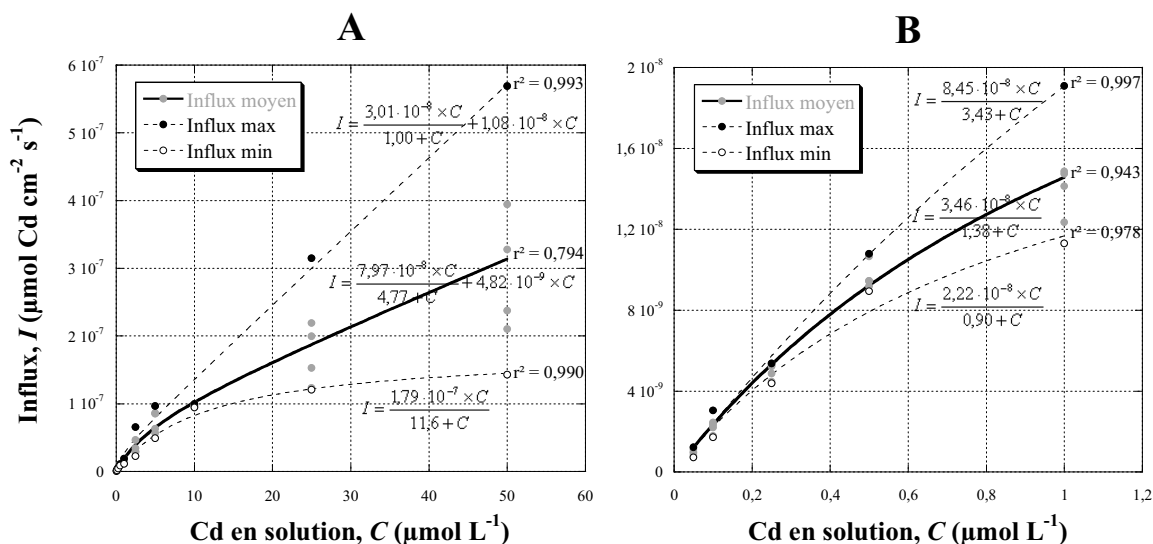 A
B
Influx, I (µmol Cd cm⁻² s⁻¹)
6 10⁻⁷
5 10⁻⁷
4 10⁻⁷
3 10⁻⁷
2 10⁻⁷
1 10⁻⁷
0
Influx moyen
Influx max
Influx min
r² = 0,993
I = 3,01·10⁻⁸ × C / 1,00 + C + 1,08·10⁻⁸ × C
r² = 0,794
I = 7,97·10⁻⁸ × C / 4,77 + C + 4,82·10⁻⁹ × C
r² = 0,990
I = 1,79·10⁻⁷ × C / 11,6 + C
0 10 20 30 40 50 60
Cd en solution, C (µmol L⁻¹)
2 10⁻⁸
1,6 10⁻⁸
1,2 10⁻⁸
8 10⁻⁹
4 10⁻⁹
0
Influx moyen
Influx max
Influx min
r² = 0,997
I = 8,45·10⁻⁸ × C / 3,43 + C
r² = 0,943
I = 3,46·10⁻⁸ × C / 1,38 + C
r² = 0,978
I = 2,22·10⁻⁸ × C / 0,90 + C
0 0,2 0,4 0,6 0,8 1 1,2
Cd en solution, C (µmol L⁻¹)